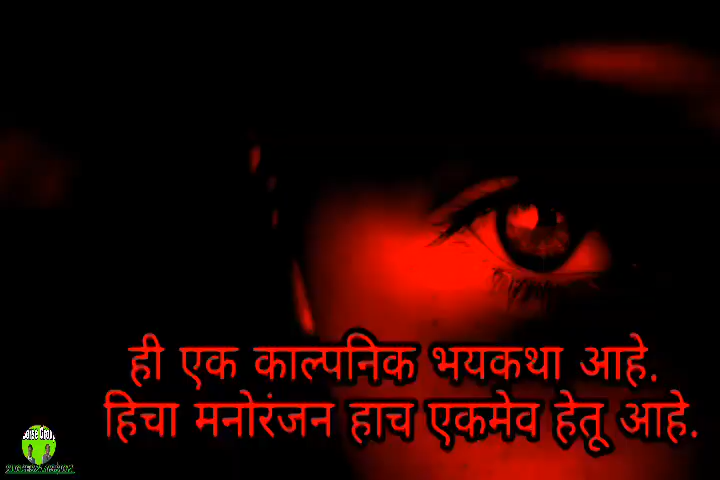 ही एक काल्पनिक भयकथा आहे.
हिचा मनोरंजन हाच एकमेव हेतू आहे.